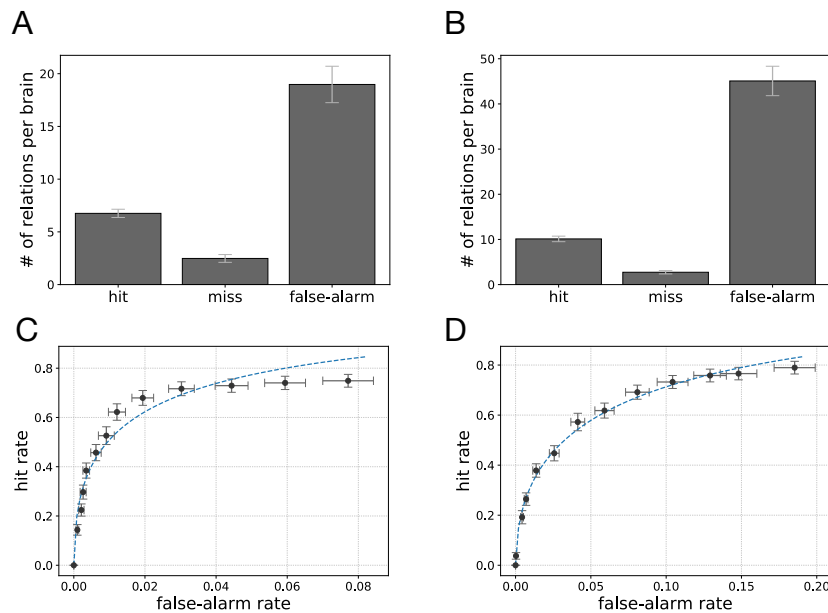 A
B
# of relations per brain
20
15
10
5
0
hit miss false-alarm
# of relations per brain
50
40
30
20
10
0
hit miss false-alarm
C
D
hit rate
0.8
0.6
0.4
0.2
0.0
0.00 0.02 0.04 0.06 0.08
false-alarm rate
hit rate
0.8
0.6
0.4
0.2
0.0
0.00 0.05 0.10 0.15 0.20
false-alarm rate